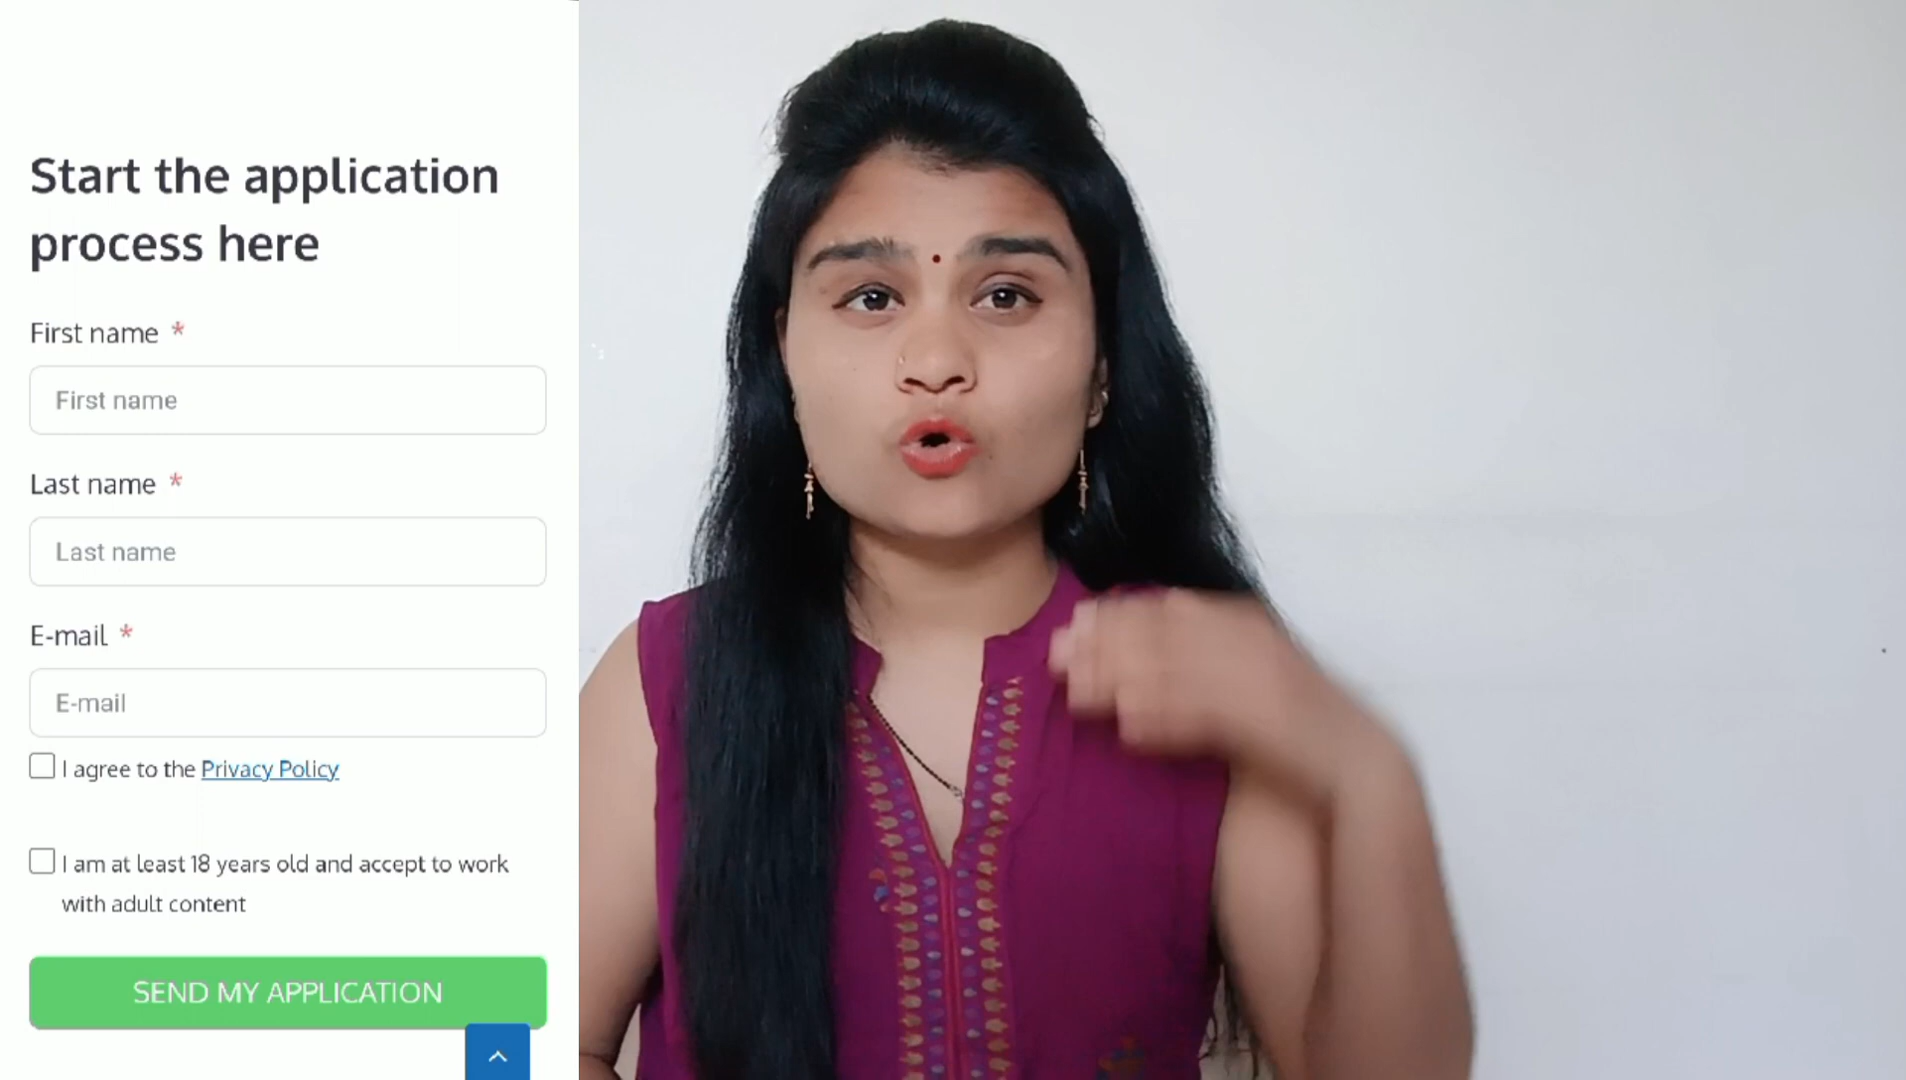 Start the application
process here
First name *
First name
Last name *
Last name
E-mail *
E-mail
I agree to the Privacy Policy
I am at least 18 years old and accept to work
with adult content
SEND MY APPLICATION